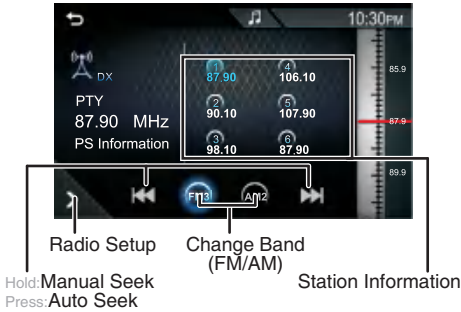 10:30PM
DX
PTY
87.90 MHz
PS Information
1
87.90
4
106.10
2
90.10
5
107.90
3
98.10
6
87.90
85.9
87.9
89.9
FM3
AM2
Radio Setup
Change Band
(FM/AM)
Station Information
Hold:Manual Seek
Press:Auto Seek